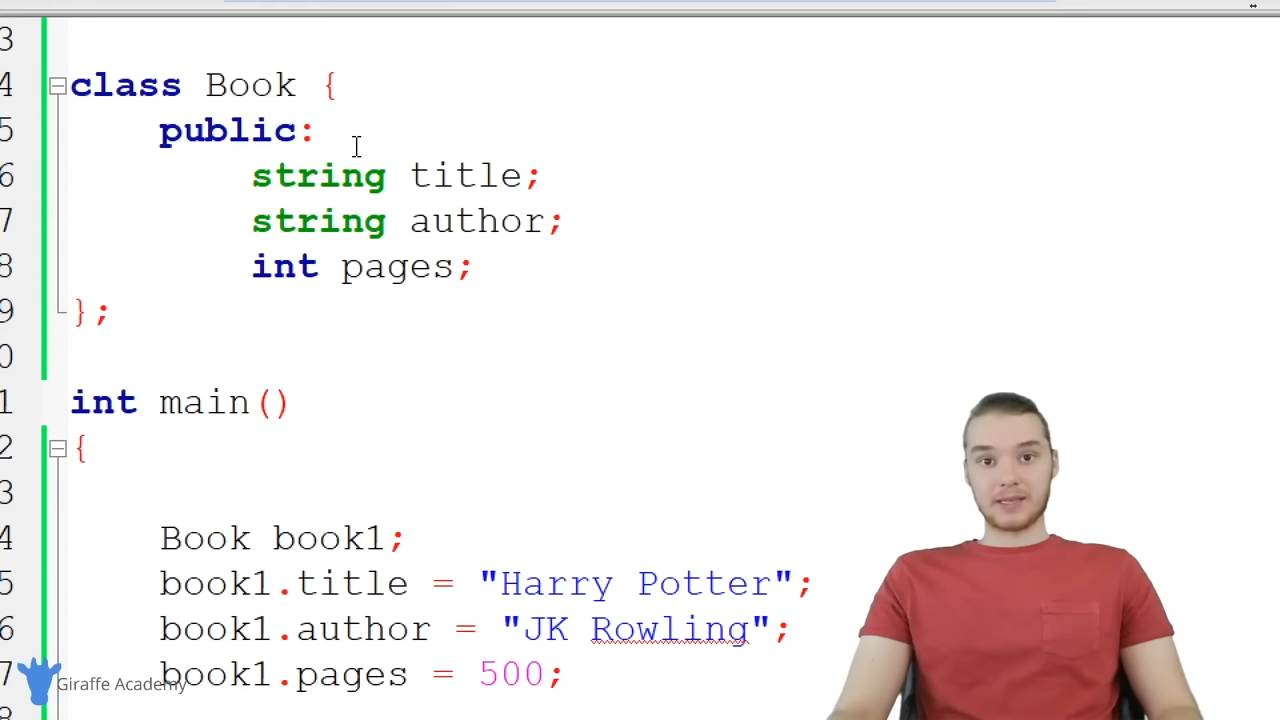 3
4 class Book {
5 public:
6 string title;
7 string author;
8 int pages;
9 };
0
1 int main()
2 {
3
4 Book book1;
5 book1.title = "Harry Potter";
6 book1.author = "JK Rowling";
7 book1.pages = 500;
Giraffe Academy
8